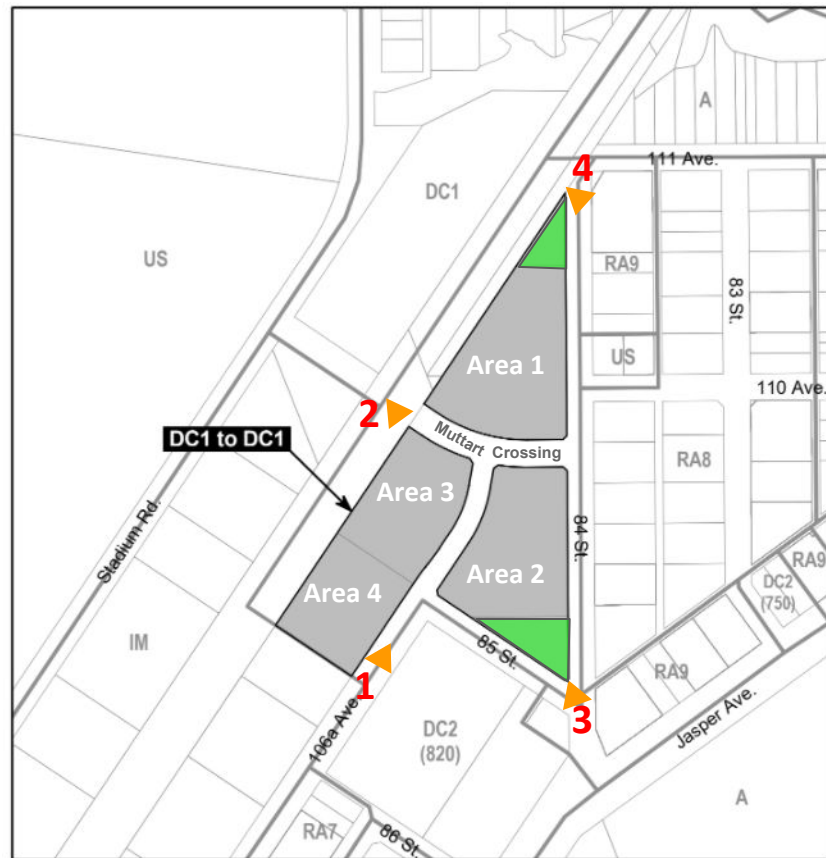 A
4
111 Ave.
DC1
US
RA9
83 St.
US
Area 1
110 Ave.
2
Muttart Crossing
DC1 to DC1
RA8
Area 3
Stadium Rd.
84 St.
RA9
Area 2
DC2
(750)
Area 4
IM
85 St.
RA9
1
3
106a Ave
Jasper Ave.
DC2
(820)
A
RA7
86 St.